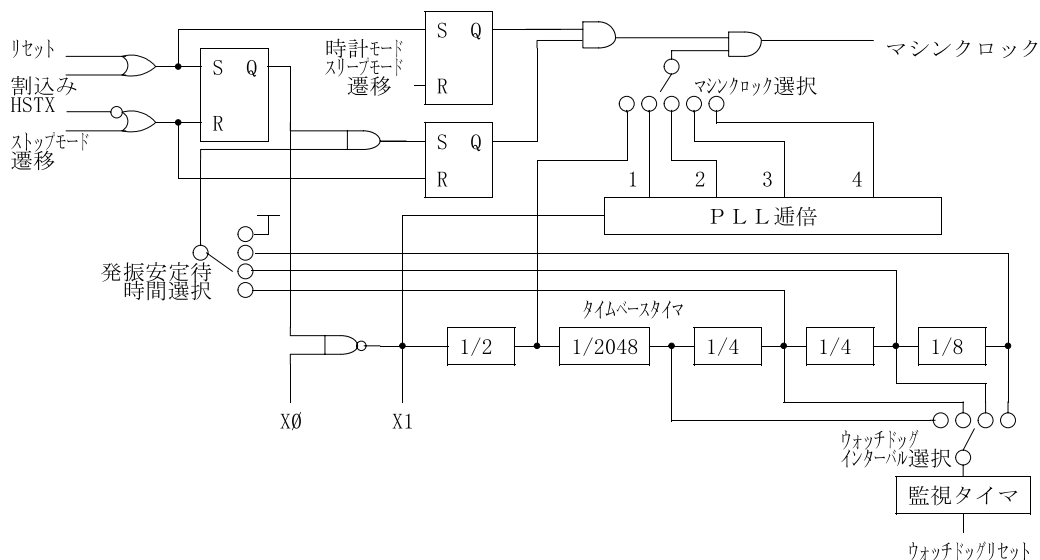 リセット
割込み
HSTX
ストップモード
遷移
S Q
R
時計モード
スリープモード
遷移
S Q
R
S Q
R
マシンクロック
マシンクロック選択
1 2 3 4
PLL逓倍
発振安定待
時間選択
タイムベースタイマ
1/2
1/2048
1/4
1/4
1/8
X0
X1
ウォッチドッグ
インターバル選択
監視タイマ
ウォッチドッグリセット